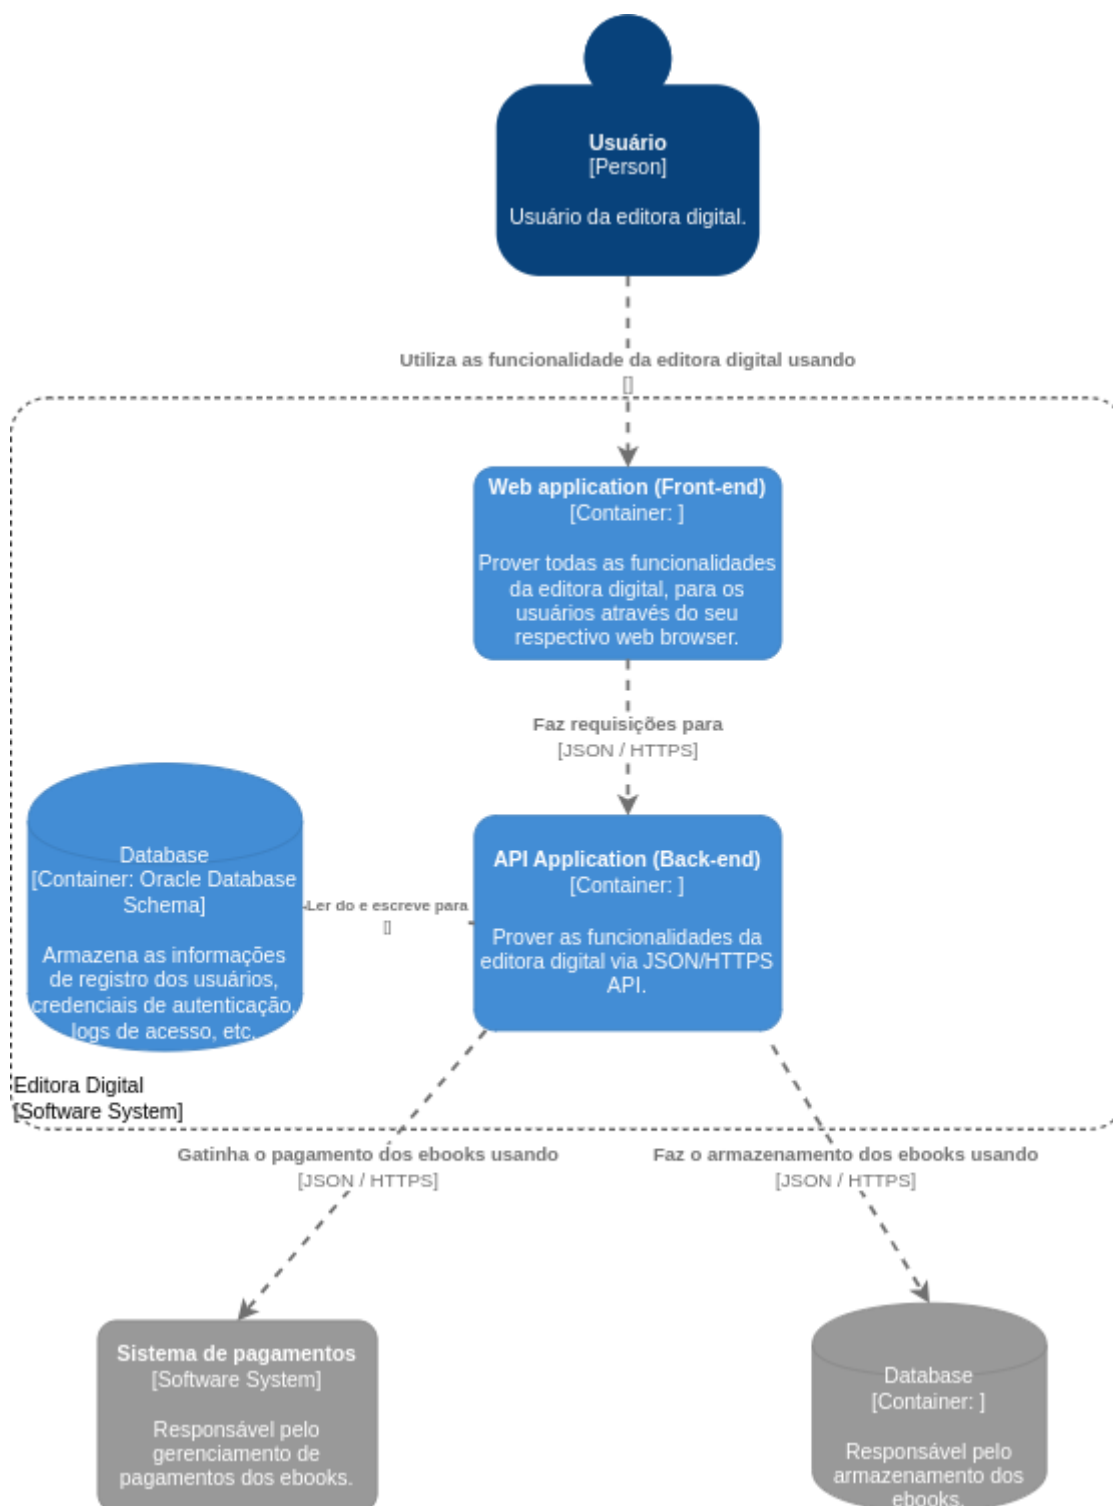 Usuário
[Person]
Usuário da editora digital.
Utiliza as funcionalidade da editora digital usando
[]
Web application (Front-end)
[Container: ]
Prover todas as funcionalidades
da editora digital, para os
usuários através do seu
respectivo web browser.
Faz requisições para
[JSON / HTTPS]
Database
[Container: Oracle Database
Schema]
Armazena as informações
de registro dos usuários,
credenciais de autenticação,
logs de acesso, etc.
Ler do e escreve para
[]
API Application (Back-end)
[Container: ]
Prover as funcionalidades da
editora digital via JSON/HTTPS
API.
Editora Digital
[Software System]
Gatinha o pagamento dos ebooks usando
[JSON / HTTPS]
Faz o armazenamento dos ebooks usando
[JSON / HTTPS]
Sistema de pagamentos
[Software System]
Responsável pelo
gerenciamento de
pagamentos dos ebooks.
Database
[Container: ]
Responsável pelo
armazenamento dos
ebooks.